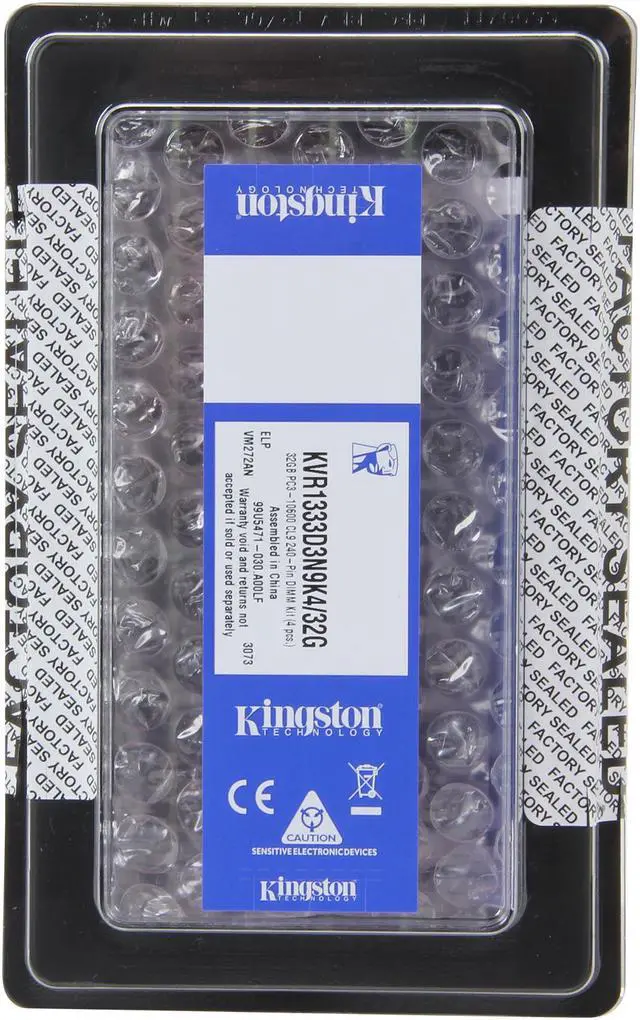 Kingston
TECHNOLOGY
KVR1333D3N9K4/32G
32GB PC3-10600 CL9 240-Pin DIMM Kit (4 pcs.)
Assembled in China
99U5471-030.A00LF
ELP
VM272AN
Warranty void and returns not
accepted if sold or used separately
3073
Kingston
TECHNOLOGY
CE
CAUTION
SENSITIVE ELECTRONIC DEVICES
Kingston
TECHNOLOGY
FACTORY SEALED
FACTORY SEALED